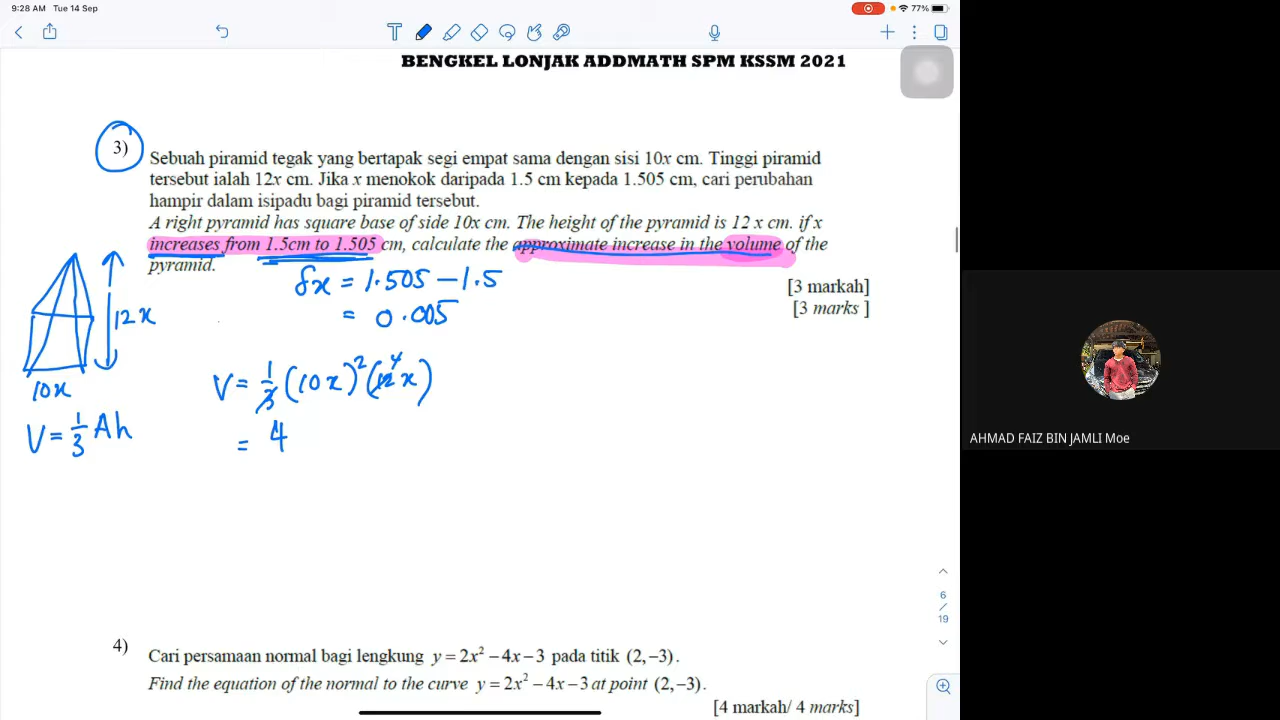 9:28 AM Tue 14 Sep
77%
BENGKEL LONJAK ADDMATH SPM KSSM 2021
3)
Sebuah piramid tegak yang bertapak segi empat sama dengan sisi 10x cm. Tinggi piramid
tersebut ialah 12x cm. Jika x menokok daripada 1.5 cm kepada 1.505 cm, cari perubahan
hampir dalam isipadu bagi piramid tersebut.
A right pyramid has square base of side 10x cm. The height of the pyramid is 12 x cm. if x
increases from 1.5cm to 1.505 cm, calculate the approximate increase in the volume of the
pyramid.
[3 markah]
[3 marks ]
δx = 1.505 − 1.5
= 0.005
12x
10x
V = 1/3 Ah
V = 1/3 (10x)² (12x) 4
= 4
AHMAD FAIZ BIN JAMLI Moe
6
/
19
4)
Cari persamaan normal bagi lengkung y = 2x² − 4x − 3 pada titik (2, −3).
Find the equation of the normal to the curve y = 2x² − 4x − 3 at point (2, −3).
[4 markah/ 4 marks]